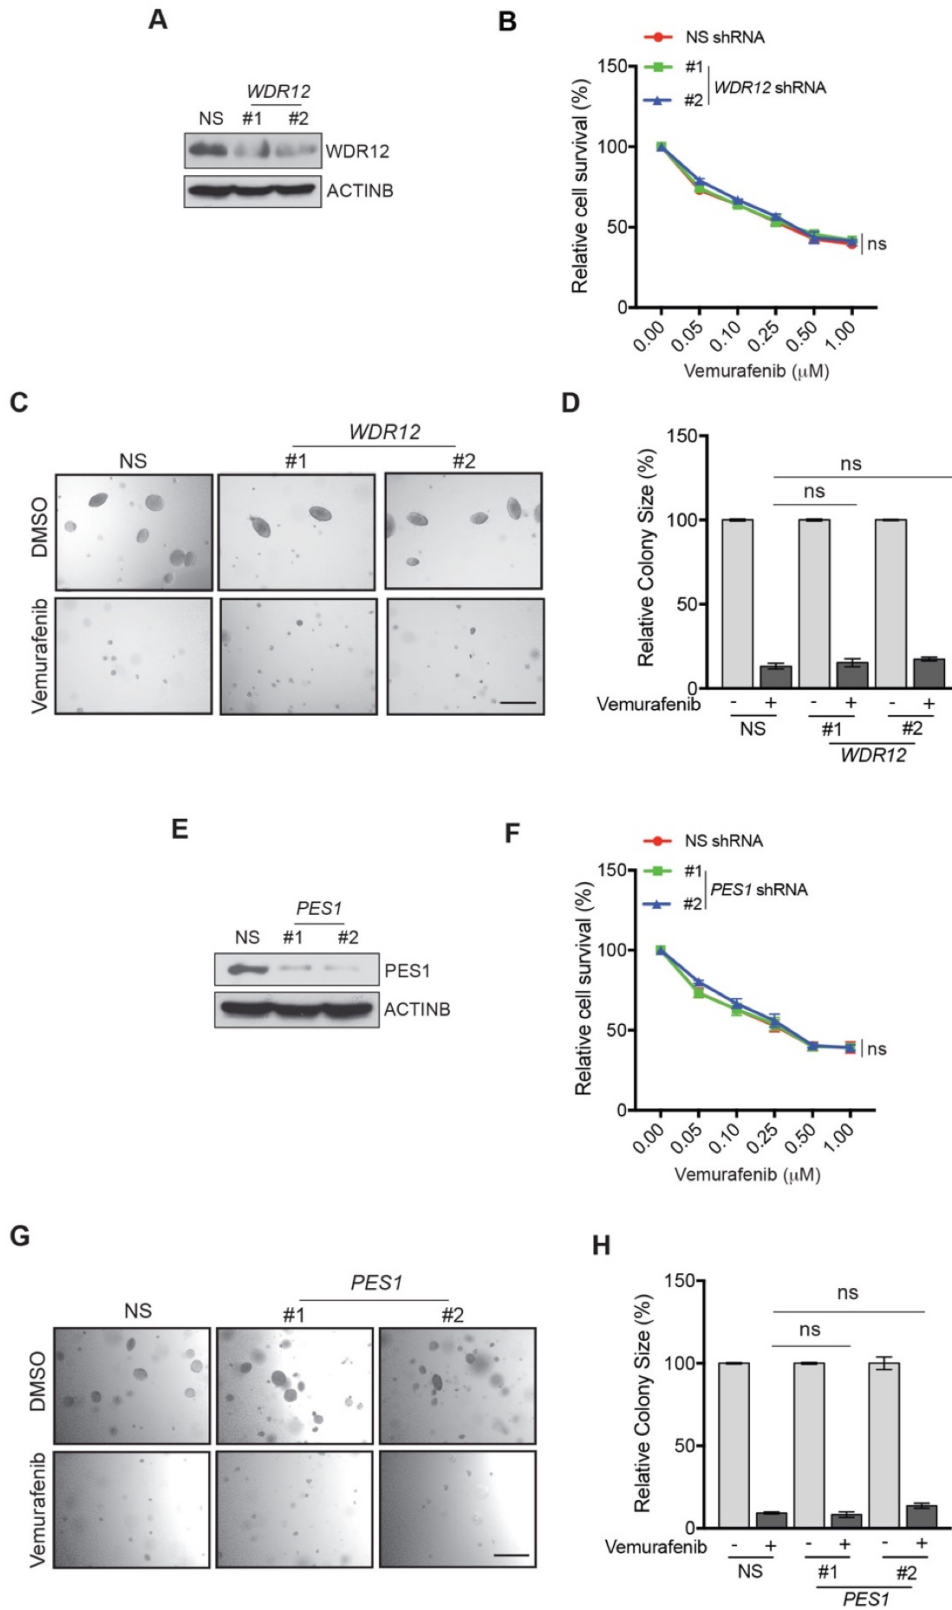 A
WDR12
NS #1 #2
WDR12
ACTINB
B
NS shRNA
#1
#2
WDR12 shRNA
Relative cell survival (%)
150
100
50
0
ns
0.00 0.05 0.10 0.25 0.50 1.00
Vemurafenib (μM)
C
WDR12
NS #1 #2
DMSO
Vemurafenib
D
Relative Colony Size (%)
150
100
50
0
ns
ns
Vemurafenib - + - + - +
NS #1 #2
WDR12
E
PES1
NS #1 #2
PES1
ACTINB
F
NS shRNA
#1
#2
PES1 shRNA
Relative cell survival (%)
150
100
50
0
ns
0.00 0.05 0.10 0.25 0.50 1.00
Vemurafenib (μM)
G
PES1
NS #1 #2
DMSO
Vemurafenib
H
Relative Colony Size (%)
150
100
50
0
ns
ns
Vemurafenib - + - + - +
NS #1 #2
PES1